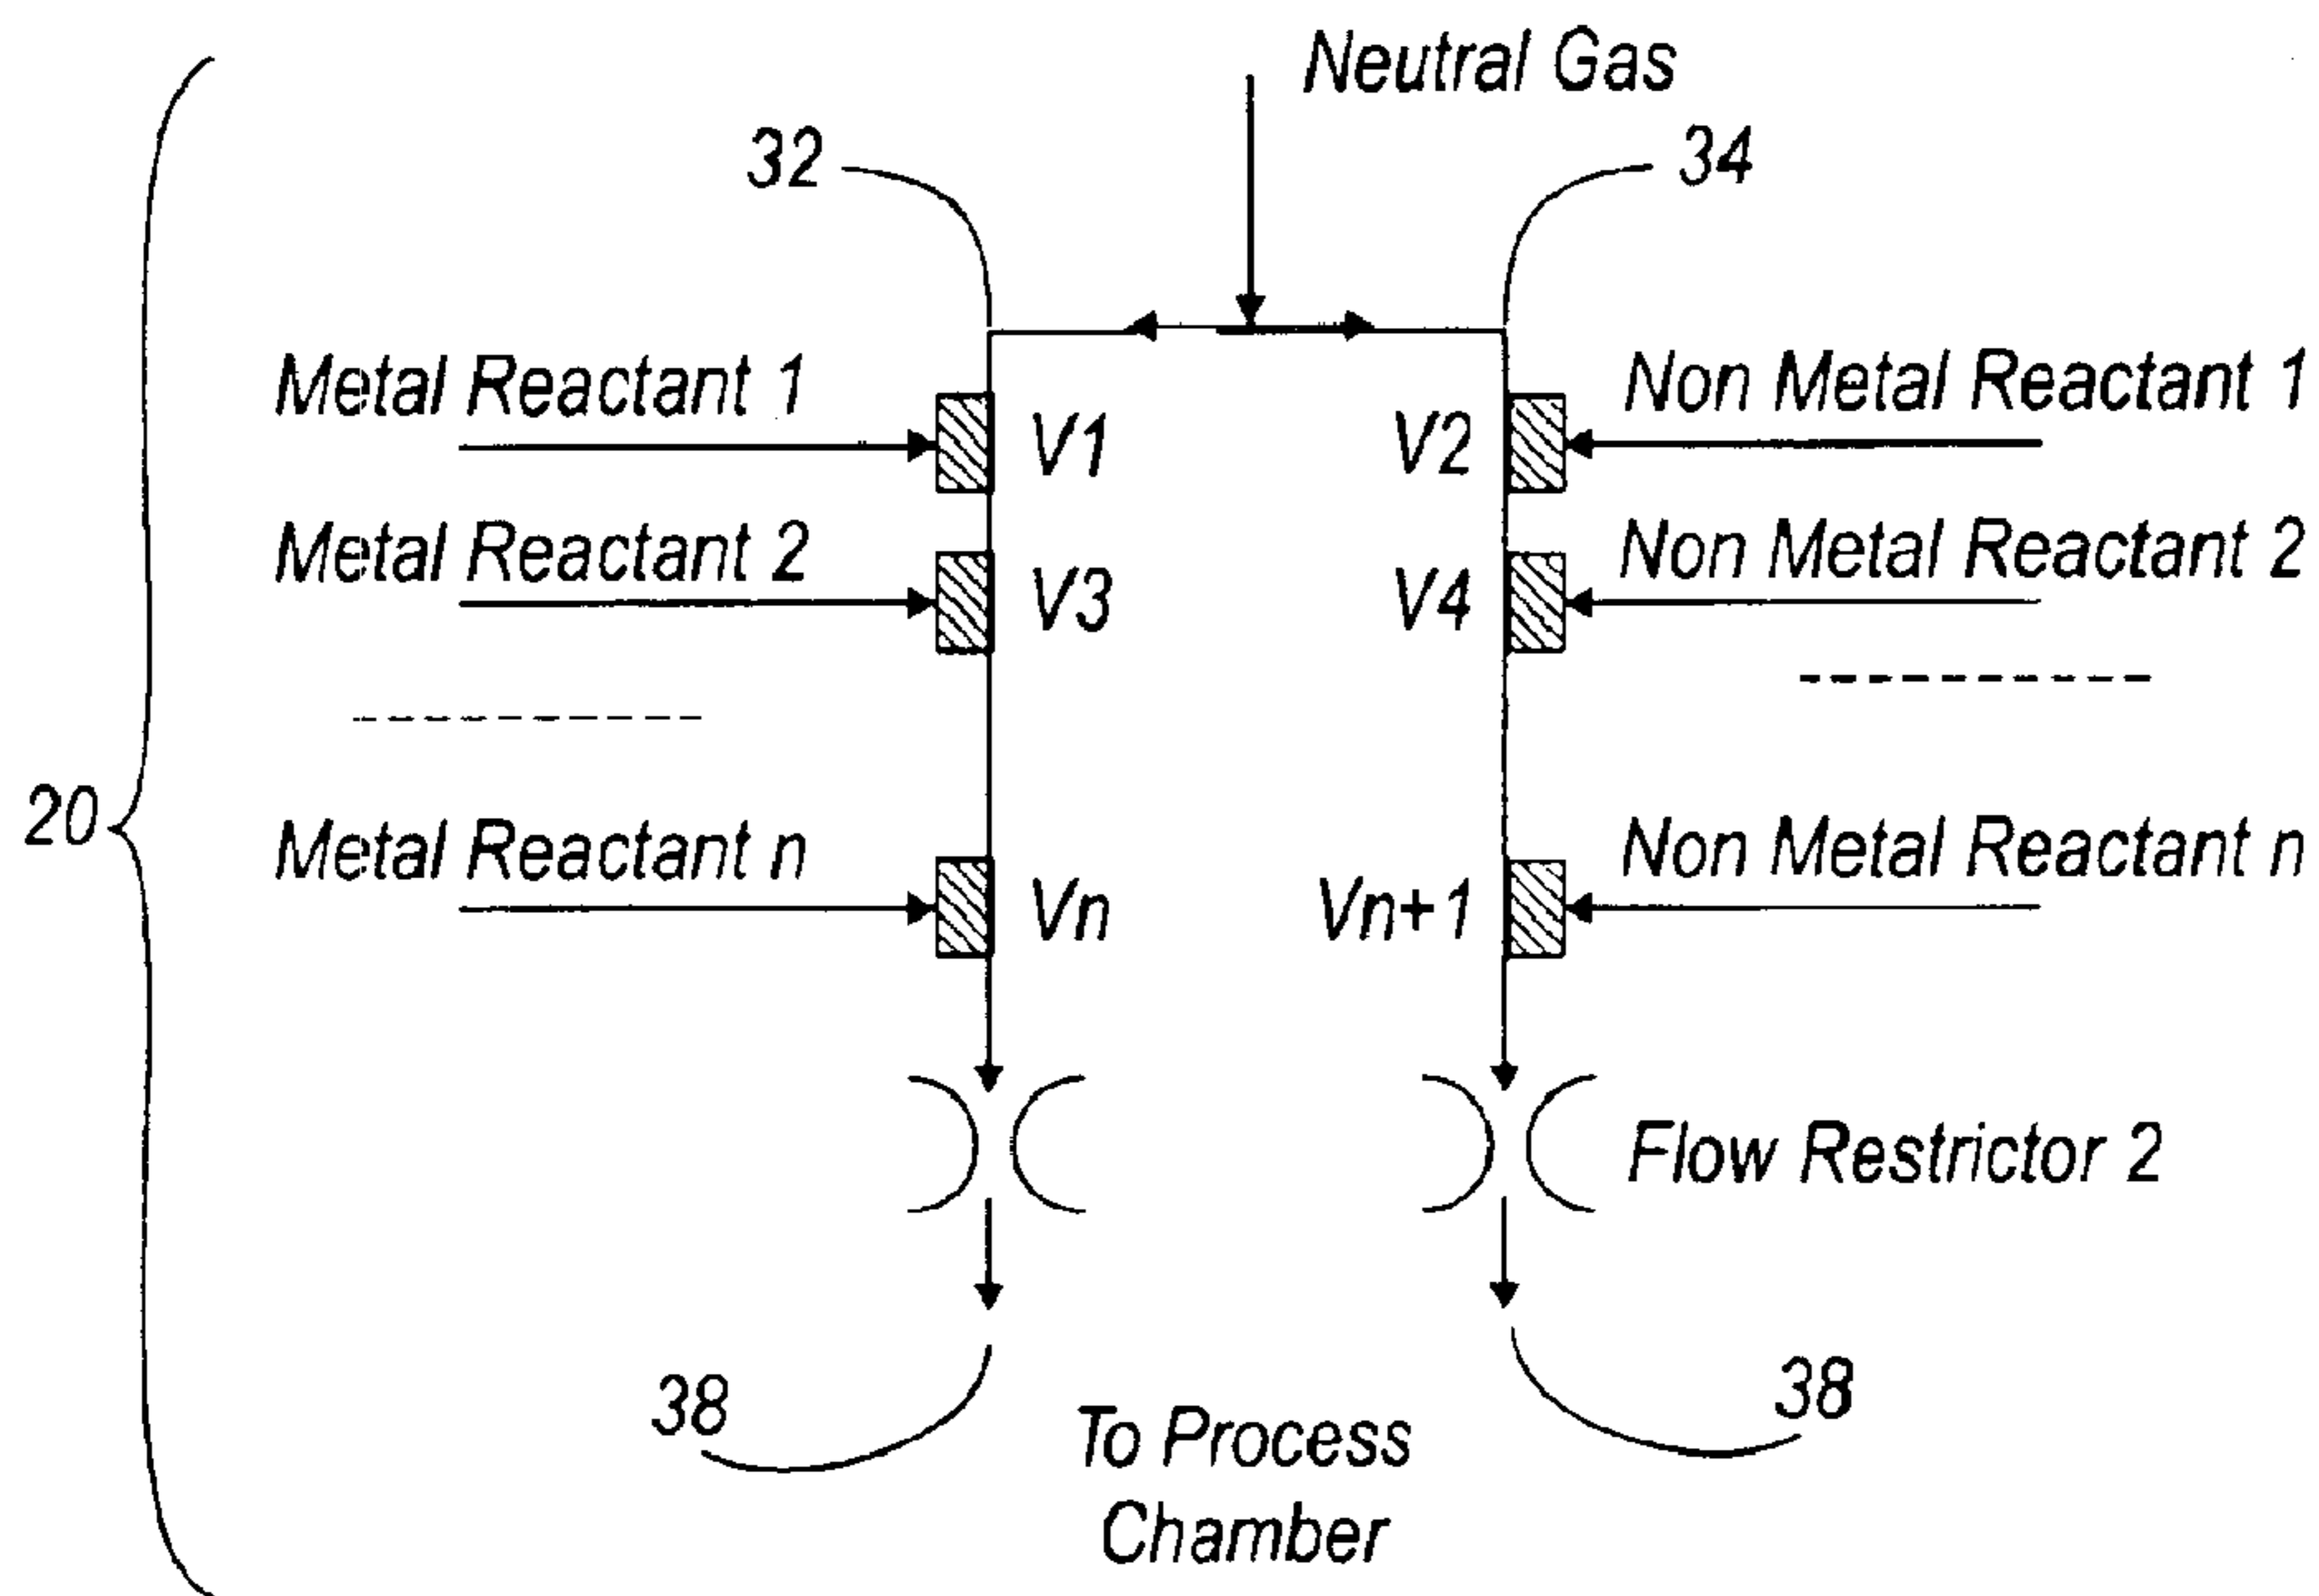 Neutral Gas
32
34
Metal Reactant 1
Non Metal Reactant 1
V1
V2
Metal Reactant 2
Non Metal Reactant 2
V3
V4
20
Metal Reactant n
Non Metal Reactant n
Vn
Vn+1
Flow Restrictor 2
38
38
To Process
Chamber